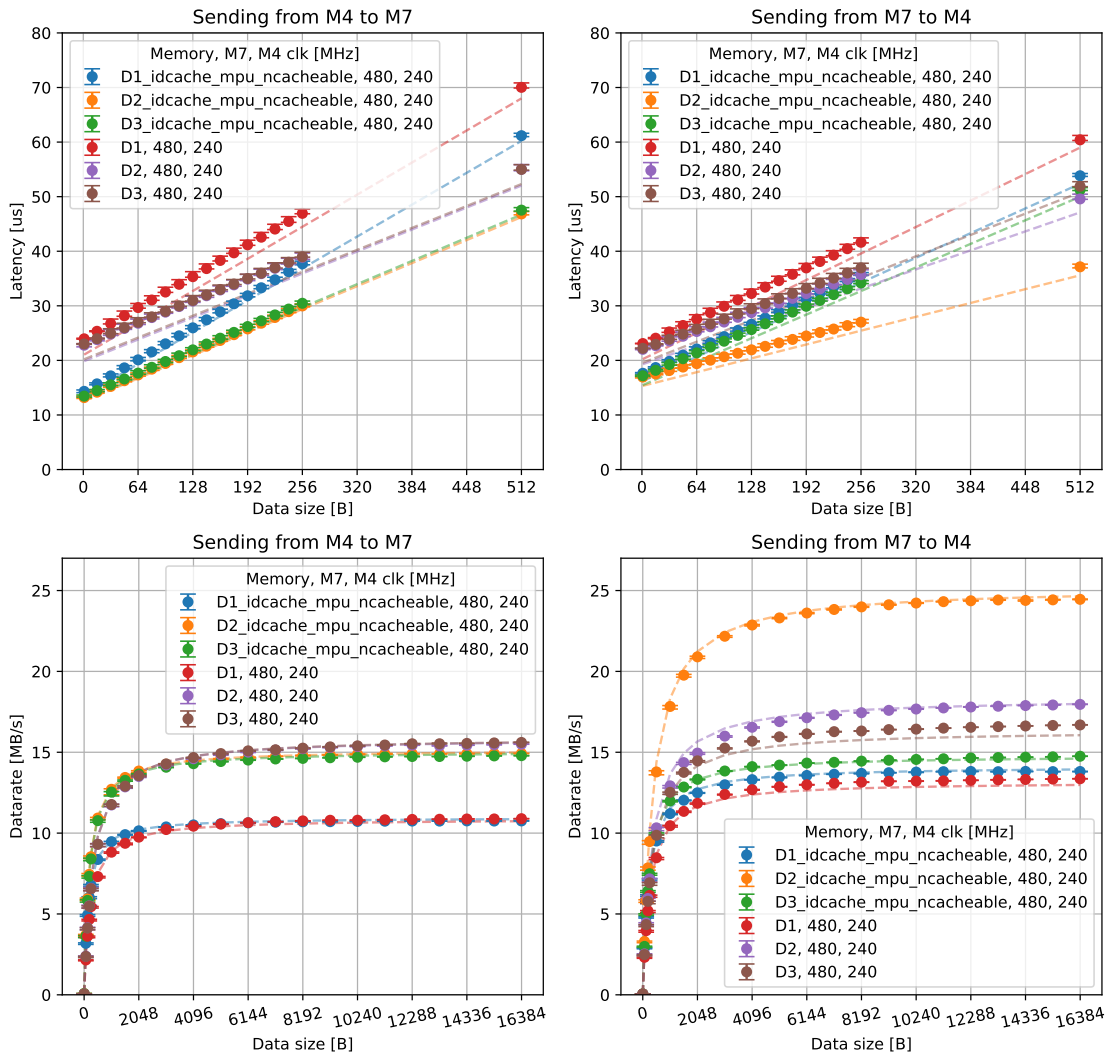 Sending from M4 to M7
80
70
60
50
40
30
20
10
0
Latency [us]
Memory, M7, M4 clk [MHz]
D1_idcache_mpu_ncacheable, 480, 240
D2_idcache_mpu_ncacheable, 480, 240
D3_idcache_mpu_ncacheable, 480, 240
D1, 480, 240
D2, 480, 240
D3, 480, 240
0 64 128 192 256 320 384 448 512
Data size [B]
Sending from M7 to M4
80
70
60
50
40
30
20
10
0
Latency [us]
Memory, M7, M4 clk [MHz]
D1_idcache_mpu_ncacheable, 480, 240
D2_idcache_mpu_ncacheable, 480, 240
D3_idcache_mpu_ncacheable, 480, 240
D1, 480, 240
D2, 480, 240
D3, 480, 240
0 64 128 192 256 320 384 448 512
Data size [B]
Sending from M4 to M7
25
20
15
10
5
0
Datarate [MB/s]
Memory, M7, M4 clk [MHz]
D1_idcache_mpu_ncacheable, 480, 240
D2_idcache_mpu_ncacheable, 480, 240
D3_idcache_mpu_ncacheable, 480, 240
D1, 480, 240
D2, 480, 240
D3, 480, 240
0 2048 4096 6144 8192 10240 12288 14336 16384
Data size [B]
Sending from M7 to M4
25
20
15
10
5
0
Datarate [MB/s]
Memory, M7, M4 clk [MHz]
D1_idcache_mpu_ncacheable, 480, 240
D2_idcache_mpu_ncacheable, 480, 240
D3_idcache_mpu_ncacheable, 480, 240
D1, 480, 240
D2, 480, 240
D3, 480, 240
0 2048 4096 6144 8192 10240 12288 14336 16384
Data size [B]